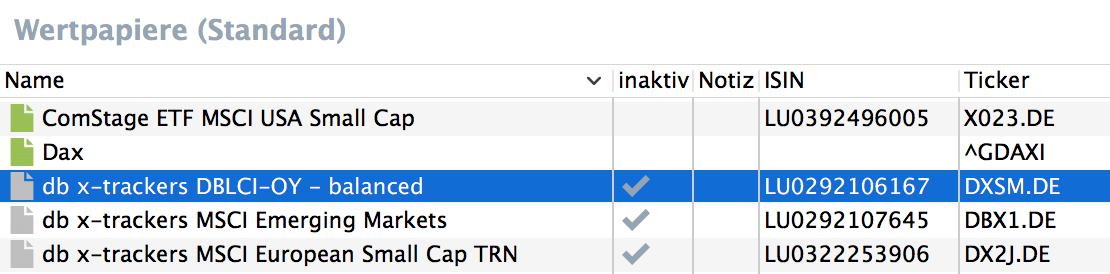 Wertpapiere (Standard)
Name inaktiv Notiz ISIN Ticker
ComStage ETF MSCI USA Small Cap LU0392496005 X023.DE
Dax ^GDAXI
db x-trackers DBLCI-OY - balanced LU0292106167 DXSM.DE
db x-trackers MSCI Emerging Markets LU0292107645 DBX1.DE
db x-trackers MSCI European Small Cap TRN LU0322253906 DX2J.DE